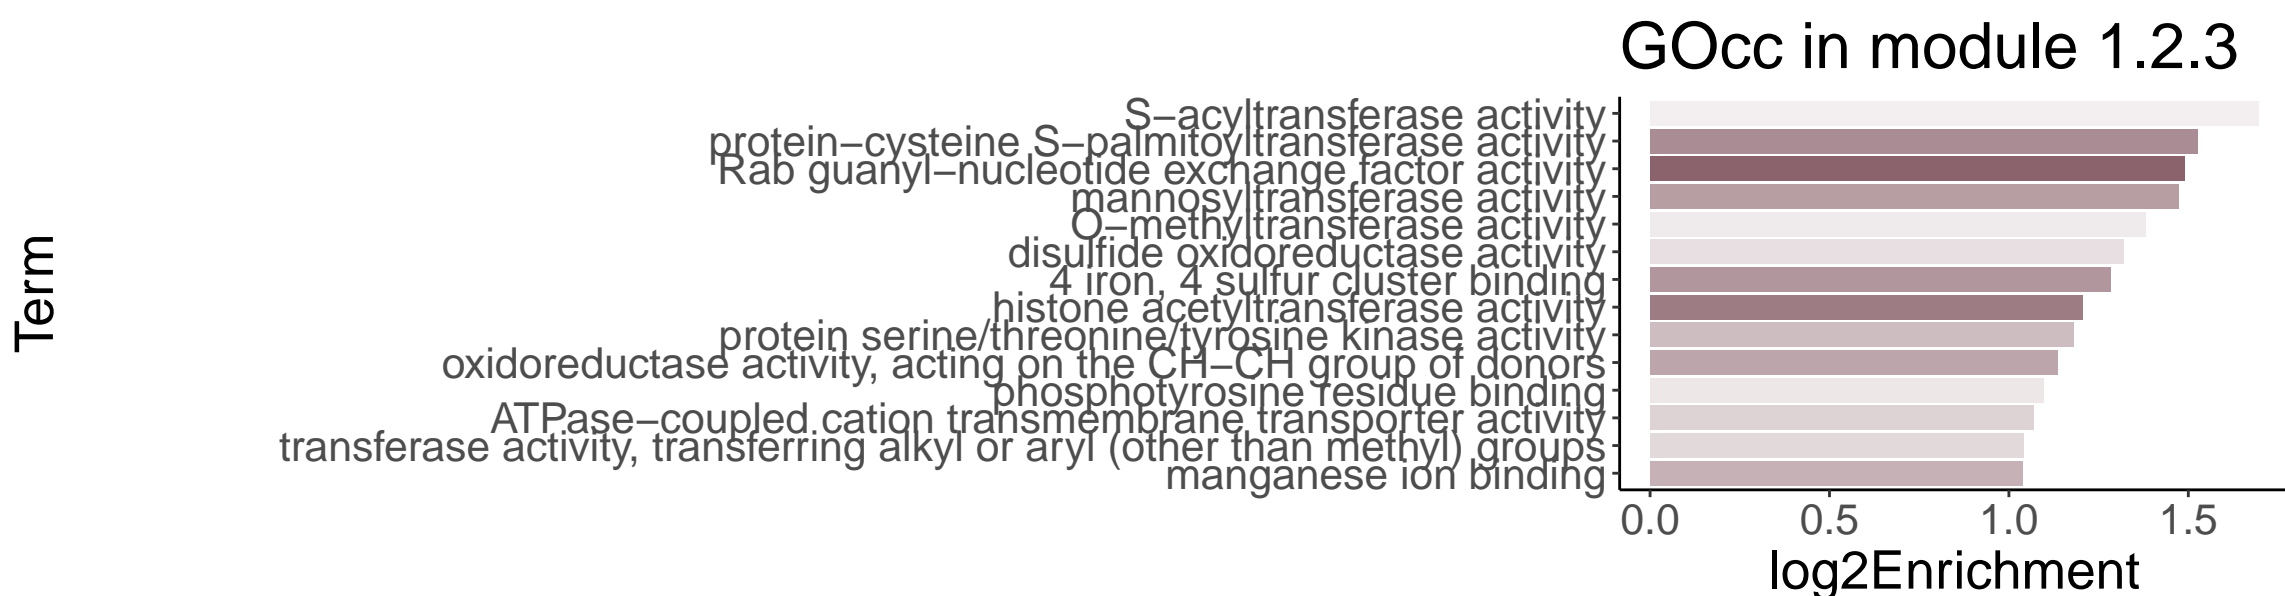 GOcc in module 1.2.3
S−acyltransferase activity
protein−cysteine S−palmitoyltransferase activity
Rab guanyl−nucleotide exchange factor activity
mannosyltransferase activity
O−methyltransferase activity
disulfide oxidoreductase activity
4 iron, 4 sulfur cluster binding
histone acetyltransferase activity
protein serine/threonine/tyrosine kinase activity
oxidoreductase activity, acting on the CH−CH group of donors
phosphotyrosine residue binding
ATPase−coupled cation transmembrane transporter activity
transferase activity, transferring alkyl or aryl (other than methyl) groups
manganese ion binding
Term
0.0 0.5 1.0 1.5
log2Enrichment